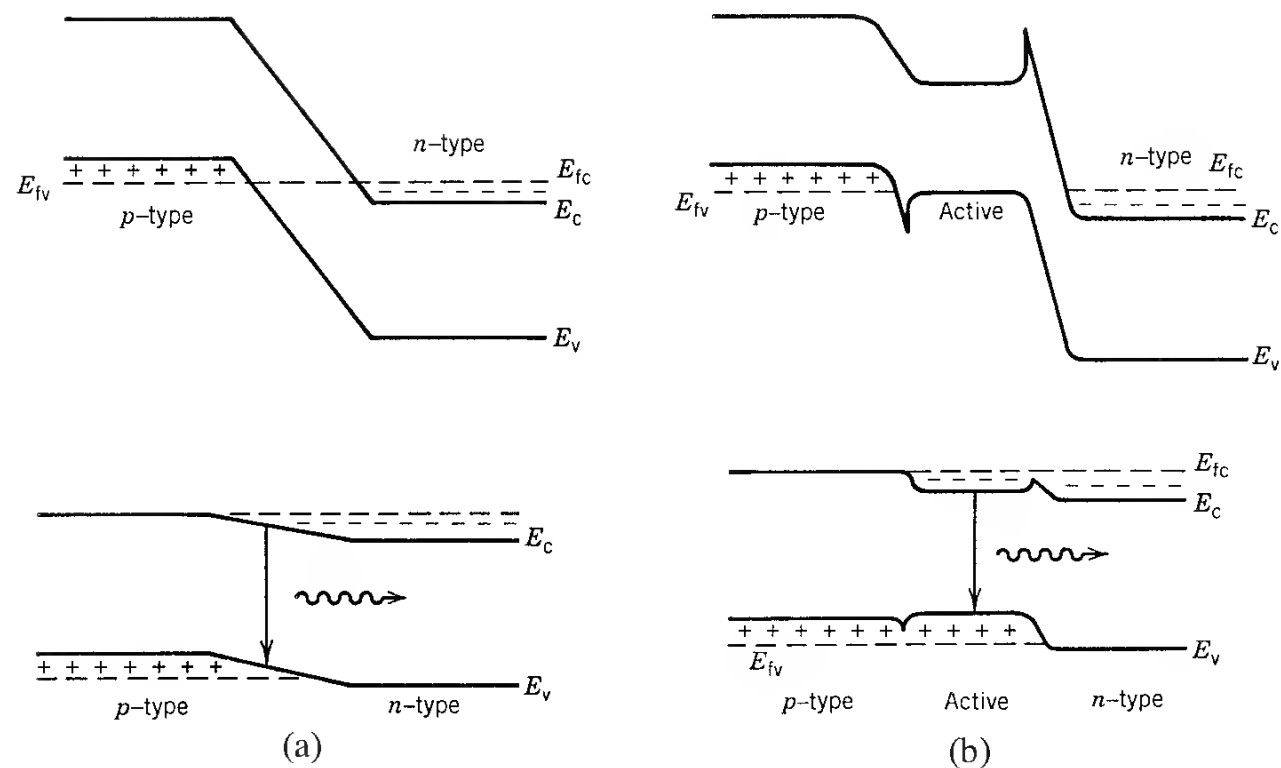 n–type
+ + + + + +
E_fv
E_fc
p–type
E_c
E_v
E_c
+ + + + + + +
E_v
p–type
n–type
(a)
n–type
E_fc
+ + + + + +
E_fv
p–type
Active
E_c
E_v
E_fc
E_c
+ + + + + + + + + + +
E_fv
E_v
p–type
Active
n–type
(b)